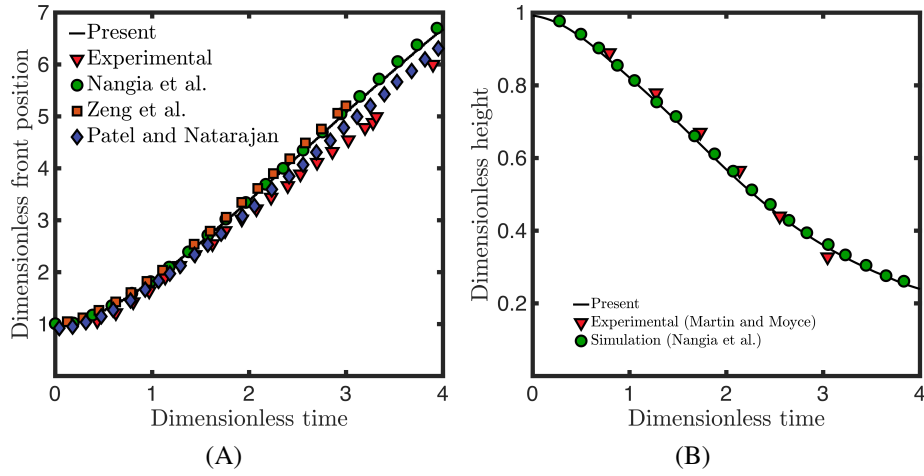 7
6
5
4
3
2
1
0 1 2 3 4
Dimensionless front position
Dimensionless time
Present
Experimental
Nangia et al.
Zeng et al.
Patel and Natarajan
(A)
1
0.8
0.6
0.4
0.2
0 1 2 3 4
Dimensionless height
Dimensionless time
Present
Experimental (Martin and Moyce)
Simulation (Nangia et al.)
(B)